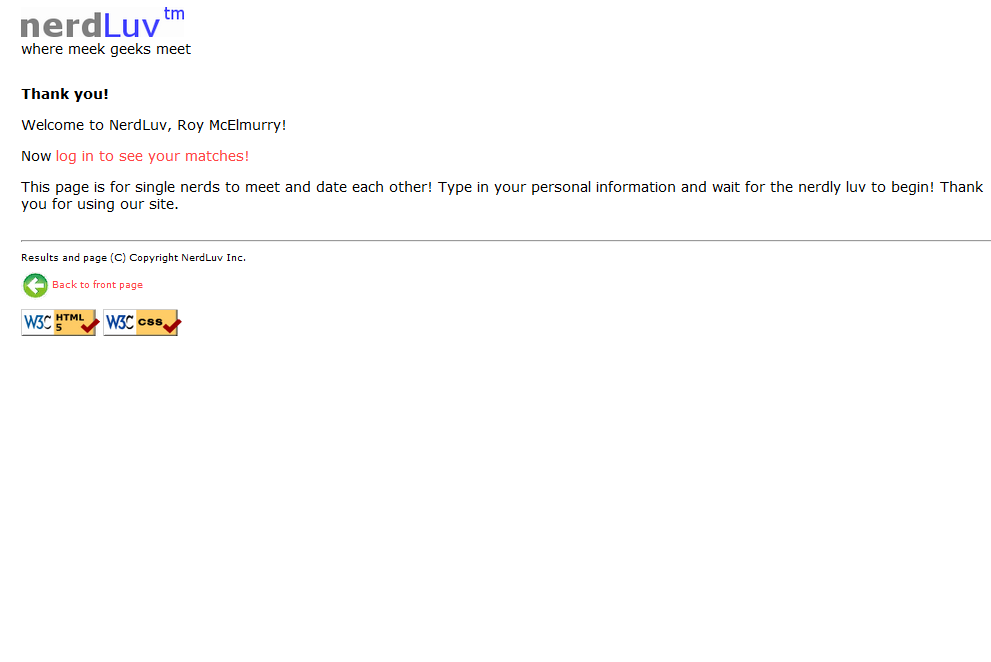 nerdLuv™
where meek geeks meet
Thank you!
Welcome to NerdLuv, Roy McElmurry!
Now log in to see your matches!
This page is for single nerds to meet and date each other! Type in your personal information and wait for the nerdly luv to begin! Thank
you for using our site.
Results and page (C) Copyright NerdLuv Inc.
Back to front page
W3C HTML 5 W3C css